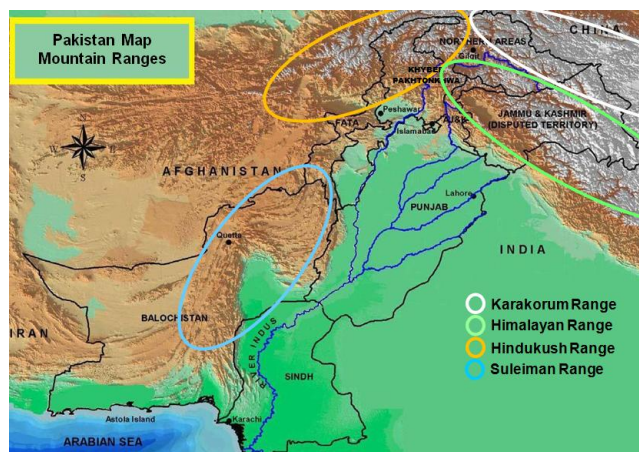 Pakistan Map
Mountain Ranges
CHINA
NORTHERN AREAS
Gilgit
KHYBER
PAKHTONKHWA
Peshawar
FATA
AJ&K
Islamabad
JAMMU & KASHMIR
(DISPUTED TERRITORY)
N
W
E
S
AFGHANISTAN
Lahore
PUNJAB
Quetta
INDIA
Karakorum Range
Himalayan Range
Hindukush Range
Suleiman Range
IRAN
BALOCHISTAN
RIVER INDUS
SINDH
Astola Island
Karachi
ARABIAN SEA